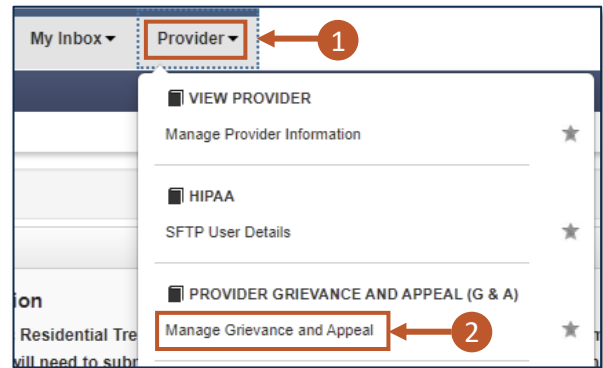 My Inbox Provider 1
VIEW PROVIDER
Manage Provider Information
HIPAA
SFTP User Details
PROVIDER GRIEVANCE AND APPEAL (G & A)
ion
Manage Grievance and Appeal 2
Residential Tre
will need to subr